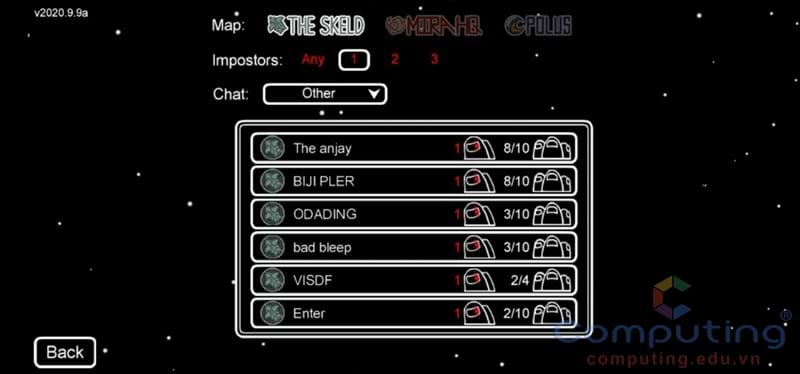 v2020.9.9a
Map: THE SKELD MIRA HQ POLUS
Impostors: Any 1 2 3
Chat: Other
The anjay 1 8/10
BIJI PLER 1 8/10
ODADING 1 3/10
bad bleep 1 3/10
VISDF 1 2/4
Enter 1 2/10
Back
Computing®
computing.edu.vn